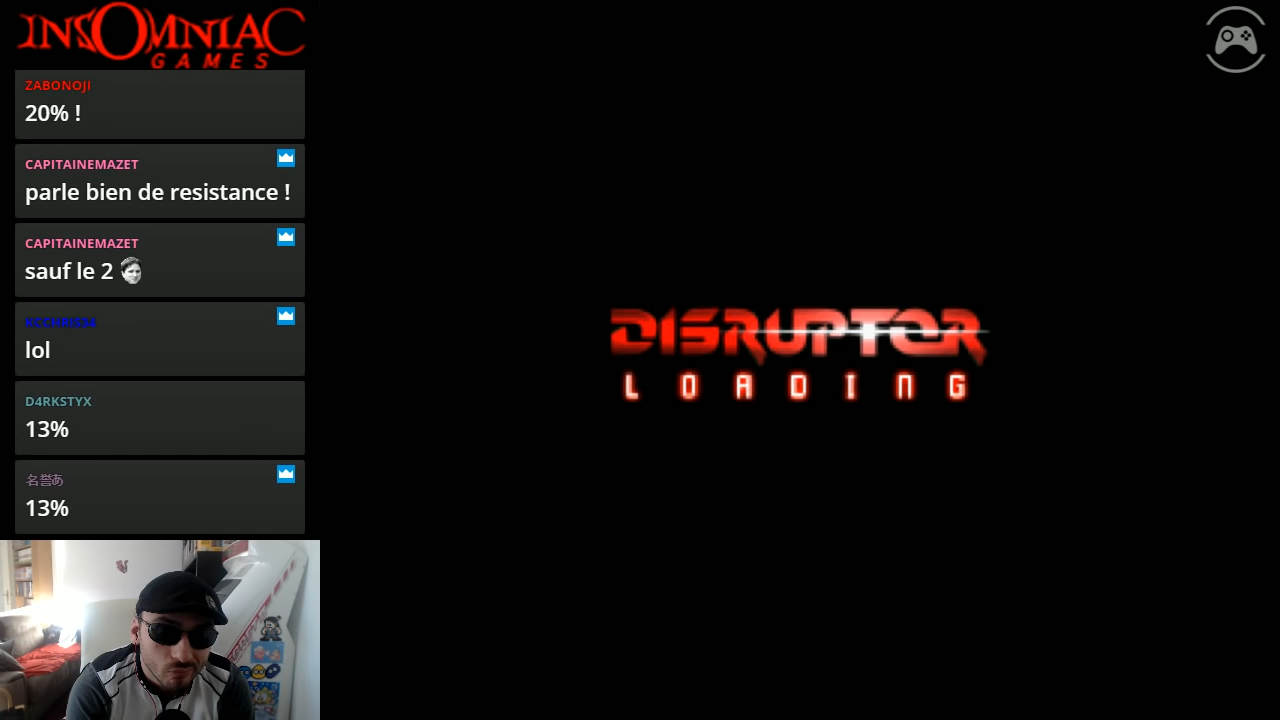 INSOMNIAC
GAMES
ZABONOJI
20% !
CAPITAINEMAZET
parle bien de resistance !
CAPITAINEMAZET
sauf le 2
lol
D4RKSTYX
13%
名誉あ
13%
DISRUPTOR
LOADING